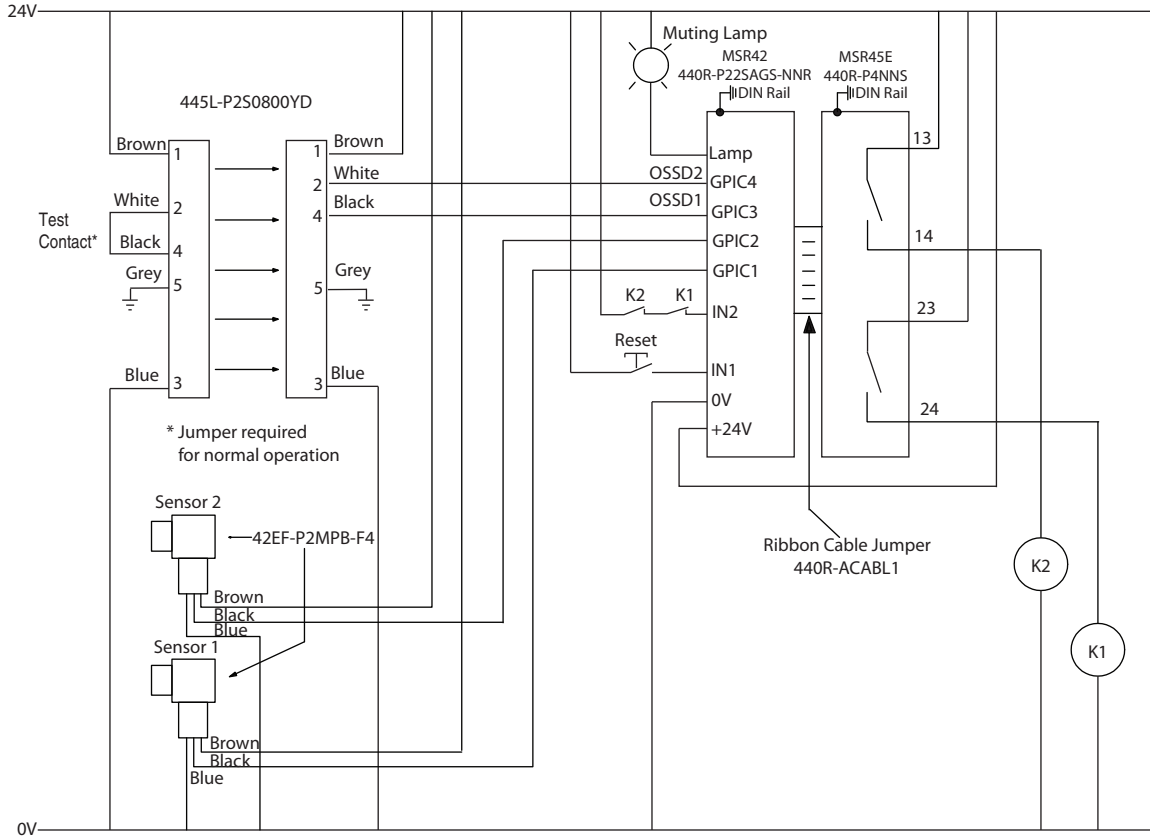 24V
445L-P2S0800YD
Brown
1
White
2
Test
Contact*
Black
4
Grey
5
Blue
3
1
Brown
2
White
4
Black
5
Grey
3
Blue
* Jumper required
for normal operation
Sensor 2
42EF-P2MPB-F4
Brown
Black
Blue
Sensor 1
Brown
Black
Blue
Muting Lamp
MSR42
440R-P22SAGS-NNR
DIN Rail
MSR45E
440R-P4NNS
DIN Rail
Lamp
OSSD2
GPIC4
OSSD1
GPIC3
GPIC2
GPIC1
K2
K1
IN2
Reset
IN1
0V
+24V
13
14
23
24
Ribbon Cable Jumper
440R-ACABL1
K2
K1
0V